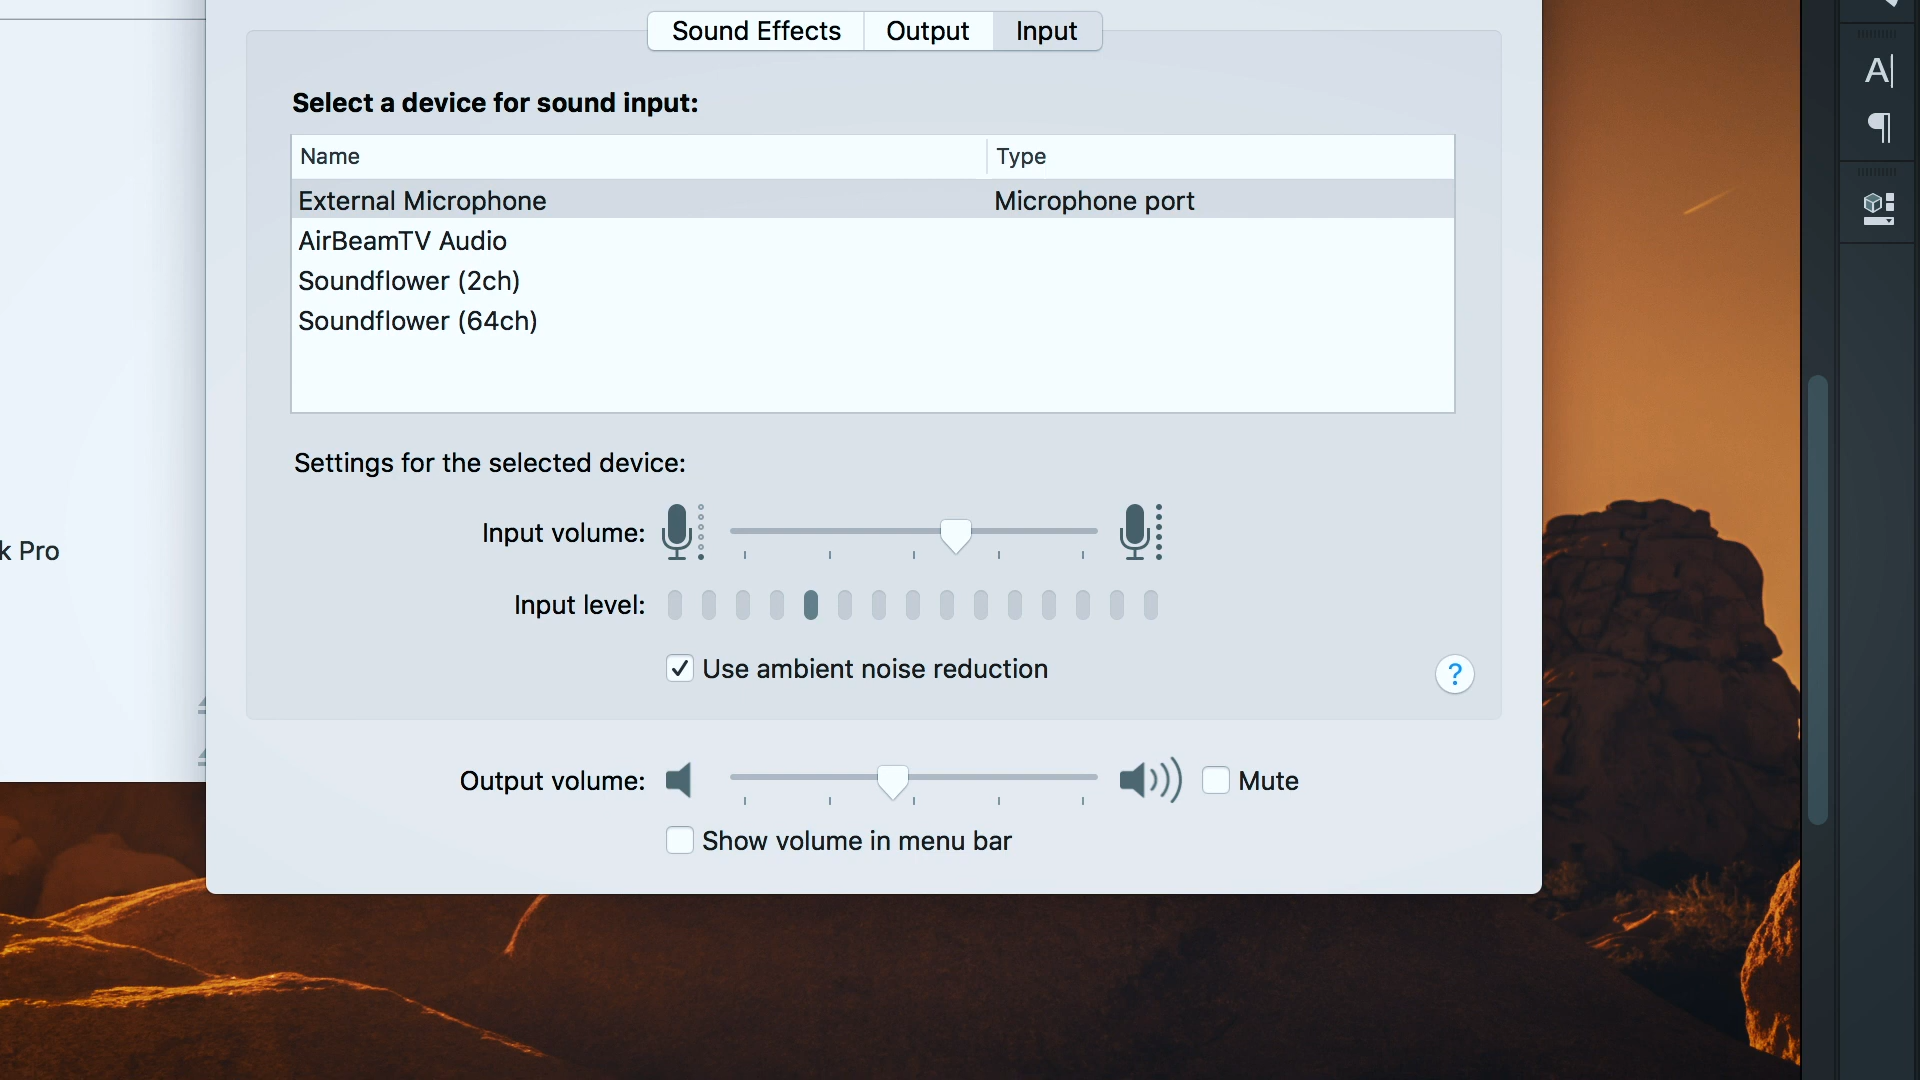 Sound Effects
Output
Input
A
¶
Select a device for sound input:
Name
Type
External Microphone
Microphone port
AirBeamTV Audio
Soundflower (2ch)
Soundflower (64ch)
Settings for the selected device:
Input volume:
k Pro
Input level:
Use ambient noise reduction
?
Output volume:
Mute
Show volume in menu bar